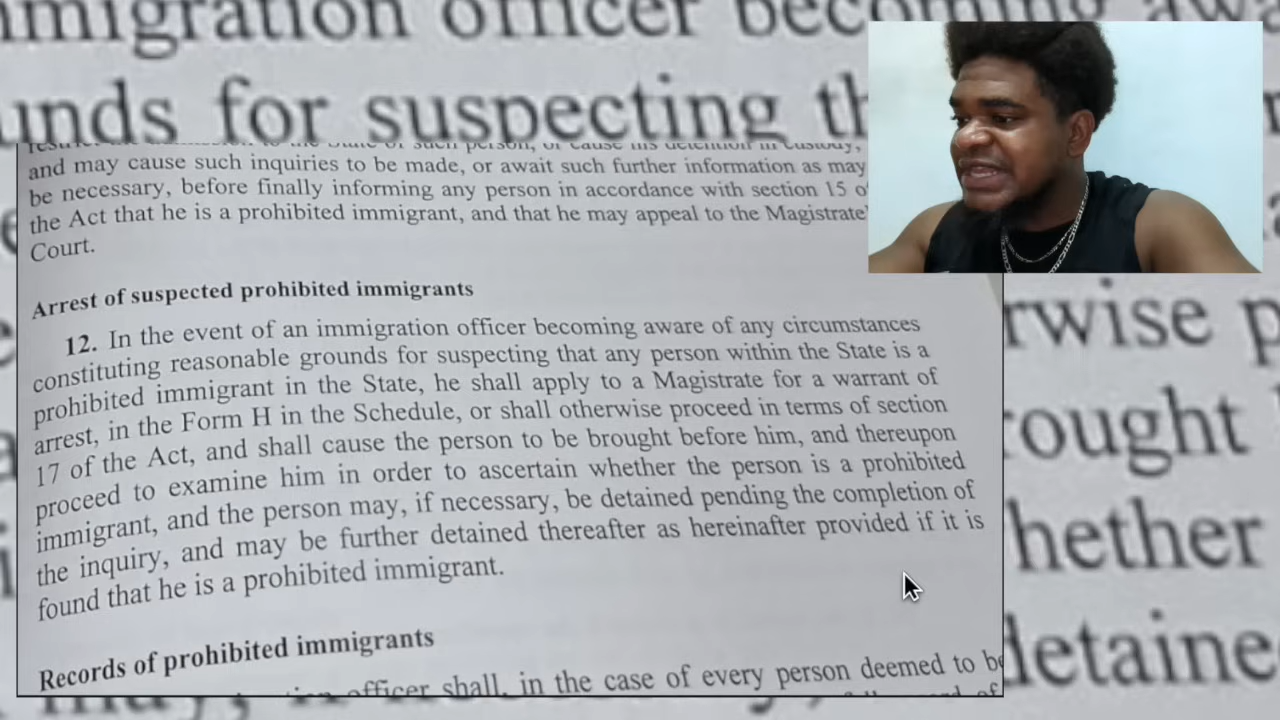 mmigration officer becoming awa
unds for suspecting th
and may cause such inquiries to be made, or await such further information as may
be necessary, before finally informing any person in accordance with section 15 o
the Act that he is a prohibited immigrant, and that he may appeal to the Magistrate'
Court.
Arrest of suspected prohibited immigrants
12. In the event of an immigration officer becoming aware of any circumstances
constituting reasonable grounds for suspecting that any person within the State is a
prohibited immigrant in the State, he shall apply to a Magistrate for a warrant of
arrest, in the Form H in the Schedule, or shall otherwise proceed in terms of section
17 of the Act, and shall cause the person to be brought before him, and thereupon
proceed to examine him in order to ascertain whether the person is a prohibited
immigrant, and the person may, if necessary, be detained pending the completion of
the inquiry, and may be further detained thereafter as hereinafter provided if it is
found that he is a prohibited immigrant.
Records of prohibited immigrants
officer shall, in the case of every person deemed to be
rwise p
rought
hether
detaine